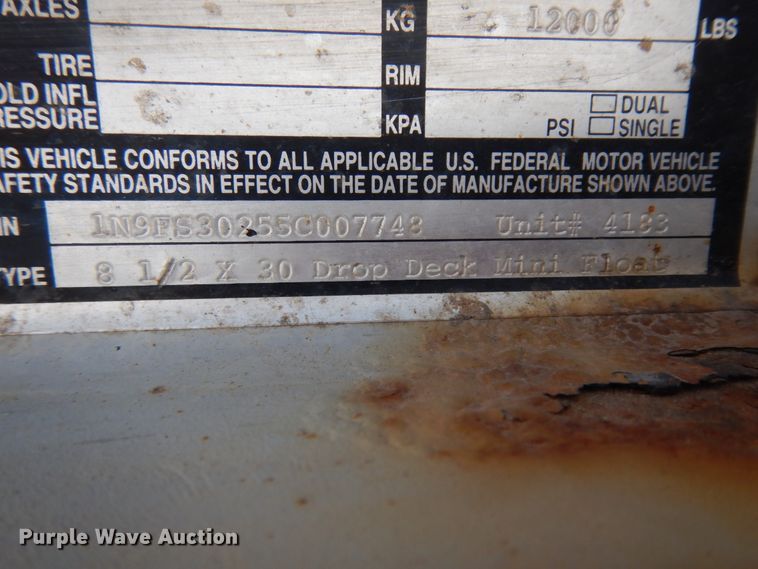 AXLES KG 12000 LBS
TIRE RIM
OLD INFL
RESSURE KPA PSI DUAL
SINGLE
IS VEHICLE CONFORMS TO ALL APPLICABLE U.S. FEDERAL MOTOR VEHICLE
AFETY STANDARDS IN EFFECT ON THE DATE OF MANUFACTURE SHOWN ABOVE.
IN 1N9FS30255C007748 Unit# 4183
TYPE 8 1/2 X 30 Drop Deck Mini Float
Purple Wave Auction